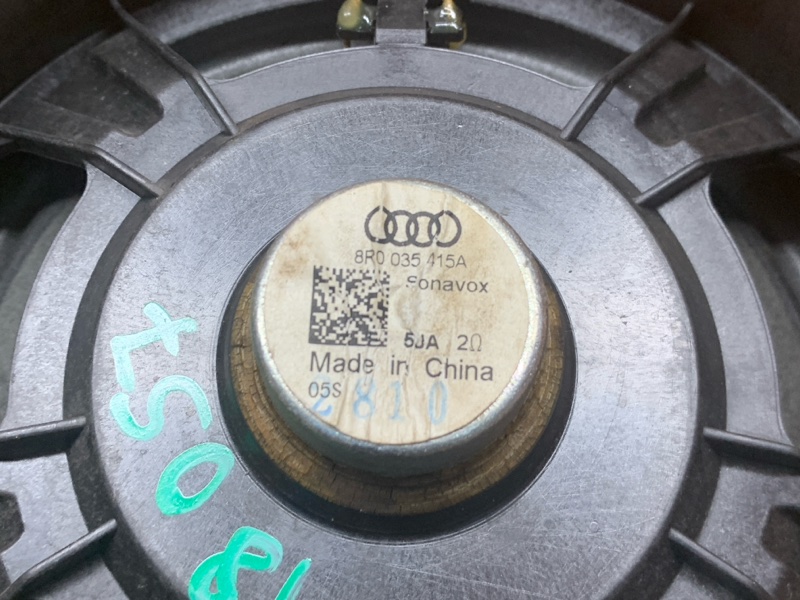 8R0 035 415A
Sonavox
5JA 2Ω
Made in China
05S
2810